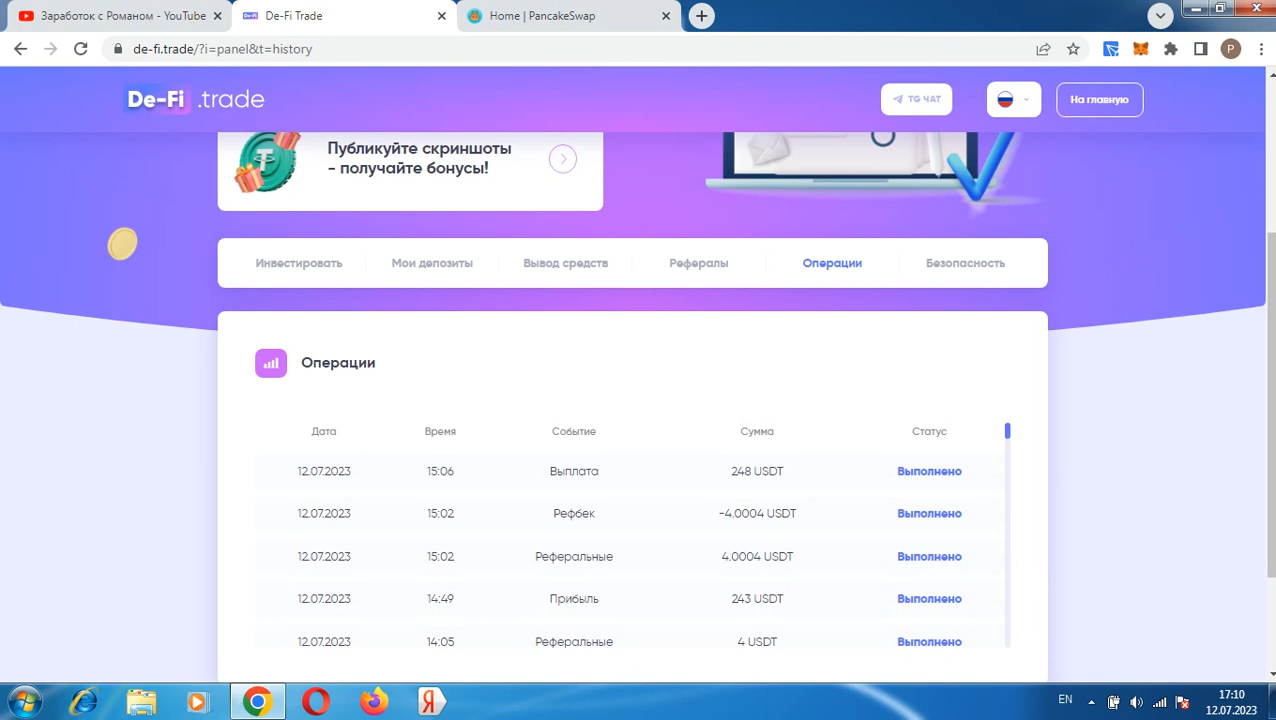 Заработок с Романом - YouTube
De-Fi Trade
Home | PancakeSwap
de-fi.trade/?i=panel&t=history
P
De-Fi .trade
TG ЧАТ
На главную
Публикуйте скриншоты
- получайте бонусы!
Инвестировать Мои депозиты Вывод средств Рефералы Операции Безопасность
Операции
Дата Время Событие Сумма Статус
12.07.2023 15:06 Выплата 248 USDT Выполнено
12.07.2023 15:02 Рефбек -4.0004 USDT Выполнено
12.07.2023 15:02 Реферальные 4.0004 USDT Выполнено
12.07.2023 14:49 Прибыль 243 USDT Выполнено
12.07.2023 14:05 Реферальные 4 USDT Выполнено
EN
17:10
12.07.2023